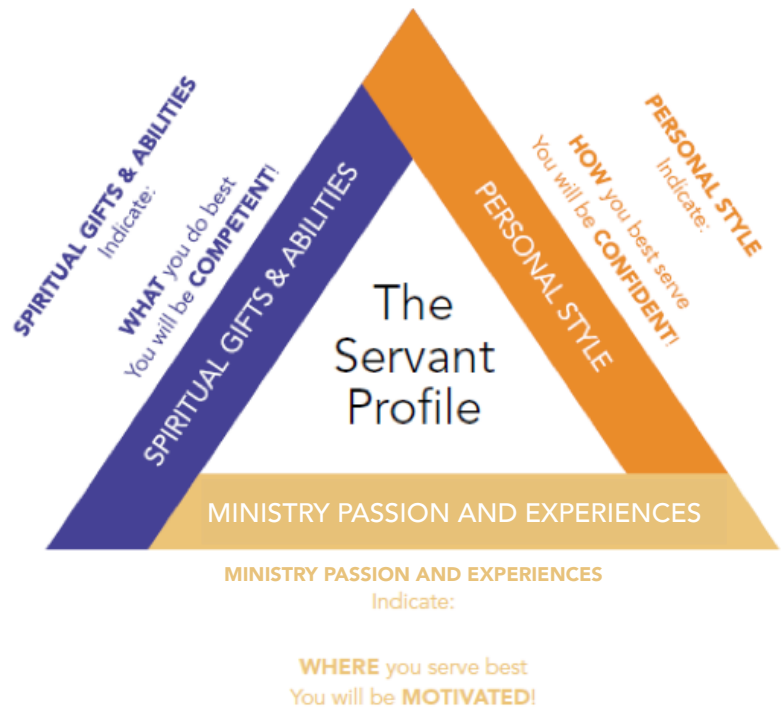 SPIRITUAL GIFTS & ABILITIES
Indicate:
WHAT you do best
You will be COMPETENT!
SPIRITUAL GIFTS & ABILITIES
The
Servant
Profile
PERSONAL STYLE
PERSONAL STYLE
Indicate:
HOW you best serve
You will be CONFIDENT!
MINISTRY PASSION AND EXPERIENCES
MINISTRY PASSION AND EXPERIENCES
Indicate:
WHERE you serve best
You will be MOTIVATED!